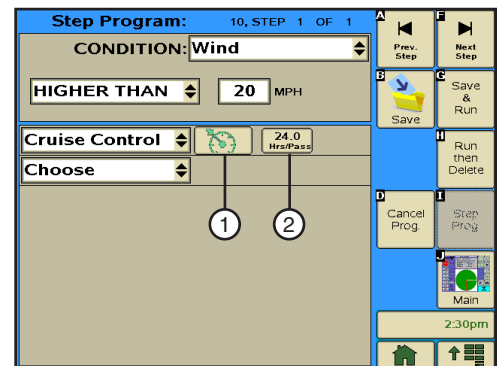 Step Program: 10, STEP 1 OF 1
CONDITION: Wind
HIGHER THAN 20 MPH
Cruise Control 24.0 Hrs/Pass
Choose
1 2
A
Prev. Step
F
Next Step
B
Save
G
Save & Run
H
Run then Delete
D
Cancel Prog.
I
Step Prog
J
Main
2:30pm